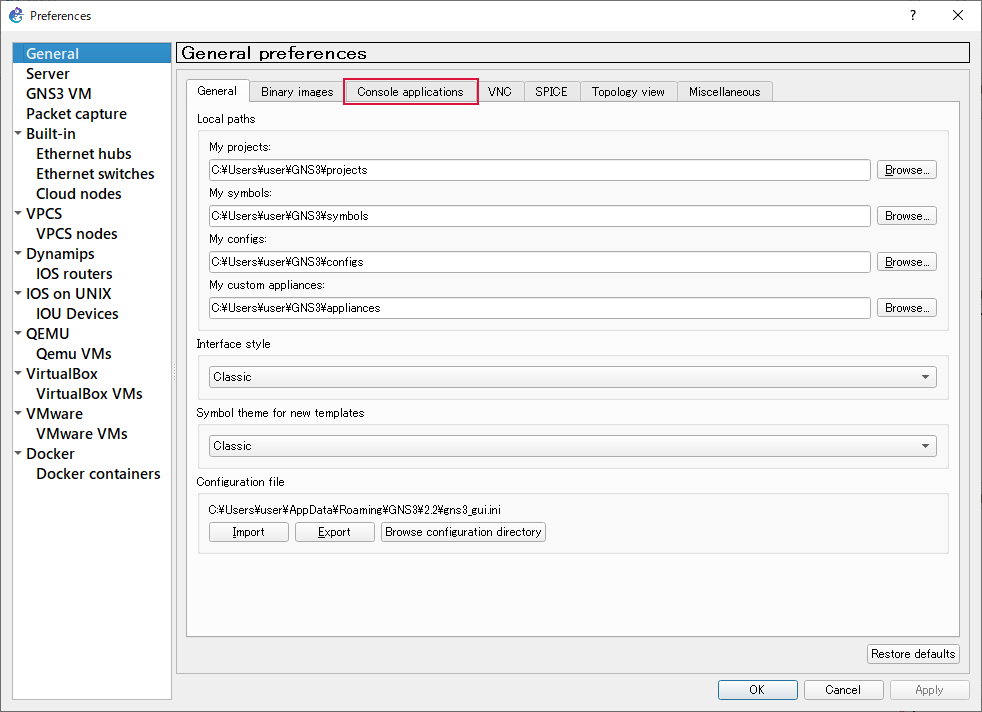 Preferences
General
Server
GNS3 VM
Packet capture
Built-in
Ethernet hubs
Ethernet switches
Cloud nodes
VPCS
VPCS nodes
Dynamips
IOS routers
IOS on UNIX
IOU Devices
QEMU
Qemu VMs
VirtualBox
VirtualBox VMs
VMware
VMware VMs
Docker
Docker containers
General preferences
General Binary images Console applications VNC SPICE Topology view Miscellaneous
Local paths
My projects:
C:¥Users¥user¥GNS3¥projects Browse...
My symbols:
C:¥Users¥user¥GNS3¥symbols Browse...
My configs:
C:¥Users¥user¥GNS3¥configs Browse...
My custom appliances:
C:¥Users¥user¥GNS3¥appliances Browse...
Interface style
Classic
Symbol theme for new templates
Classic
Configuration file
C:¥Users¥user¥AppData¥Roaming¥GNS3¥2.2¥gns3_gui.ini
Import Export Browse configuration directory
Restore defaults
OK Cancel Apply